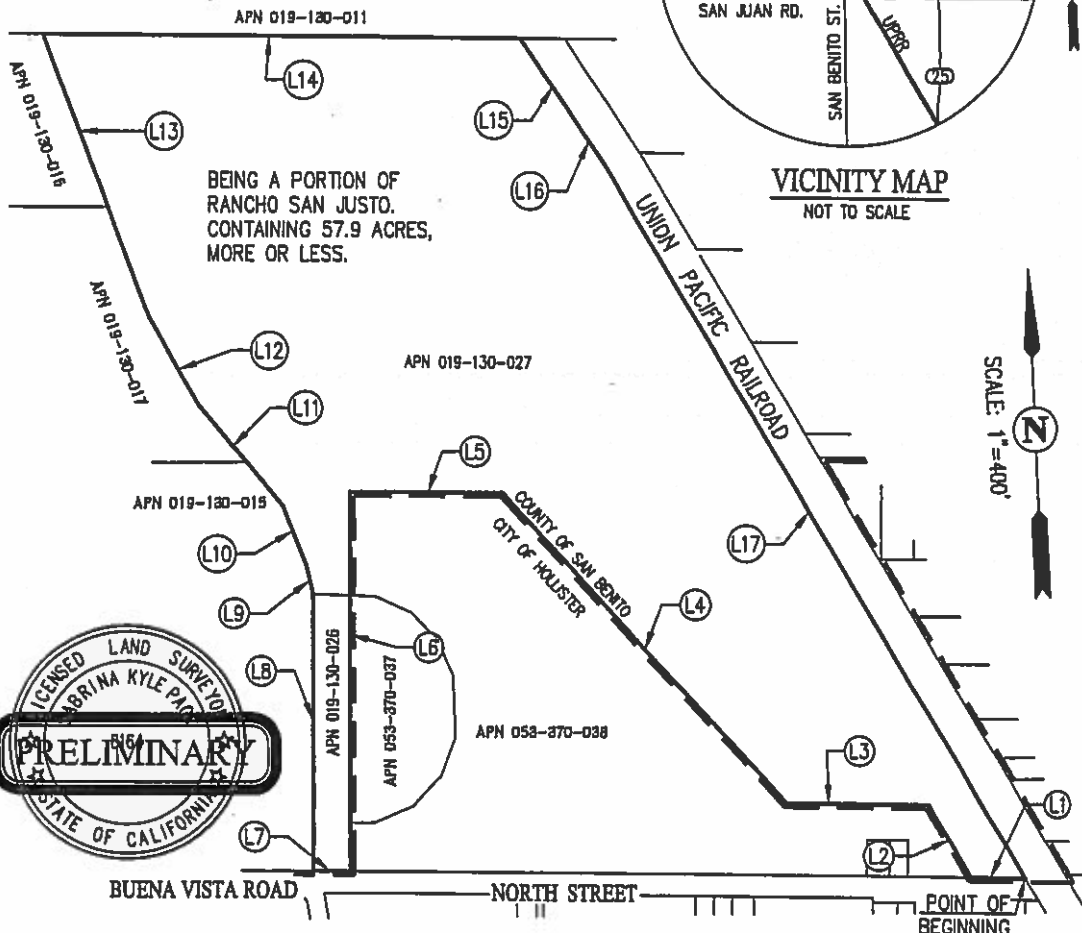 APN 019-130-011
SAN JUAN RD.
SAN BENITO ST.
UPRR
25
VICINITY MAP
NOT TO SCALE
L14
L13
L15
L16
APN 019-130-016
BEING A PORTION OF
RANCHO SAN JUSTO.
CONTAINING 57.9 ACRES,
MORE OR LESS.
UNION PACIFIC RAILROAD
APN 019-130-017
L12
APN 019-130-027
L11
SCALE: 1"=400'
N
L5
APN 019-130-015
COUNTY OF SAN BENITO
CITY OF HOLLISTER
L10
L17
L9
L4
L6
L8
APN 019-130-026
APN 053-370-037
APN 053-370-038
LICENSED LAND SURVEYOR
SABRINA KYLE PACK
PRELIMINARY
STATE OF CALIFORNIA
L3
L1
L7
L2
BUENA VISTA ROAD
NORTH STREET
POINT OF
BEGINNING